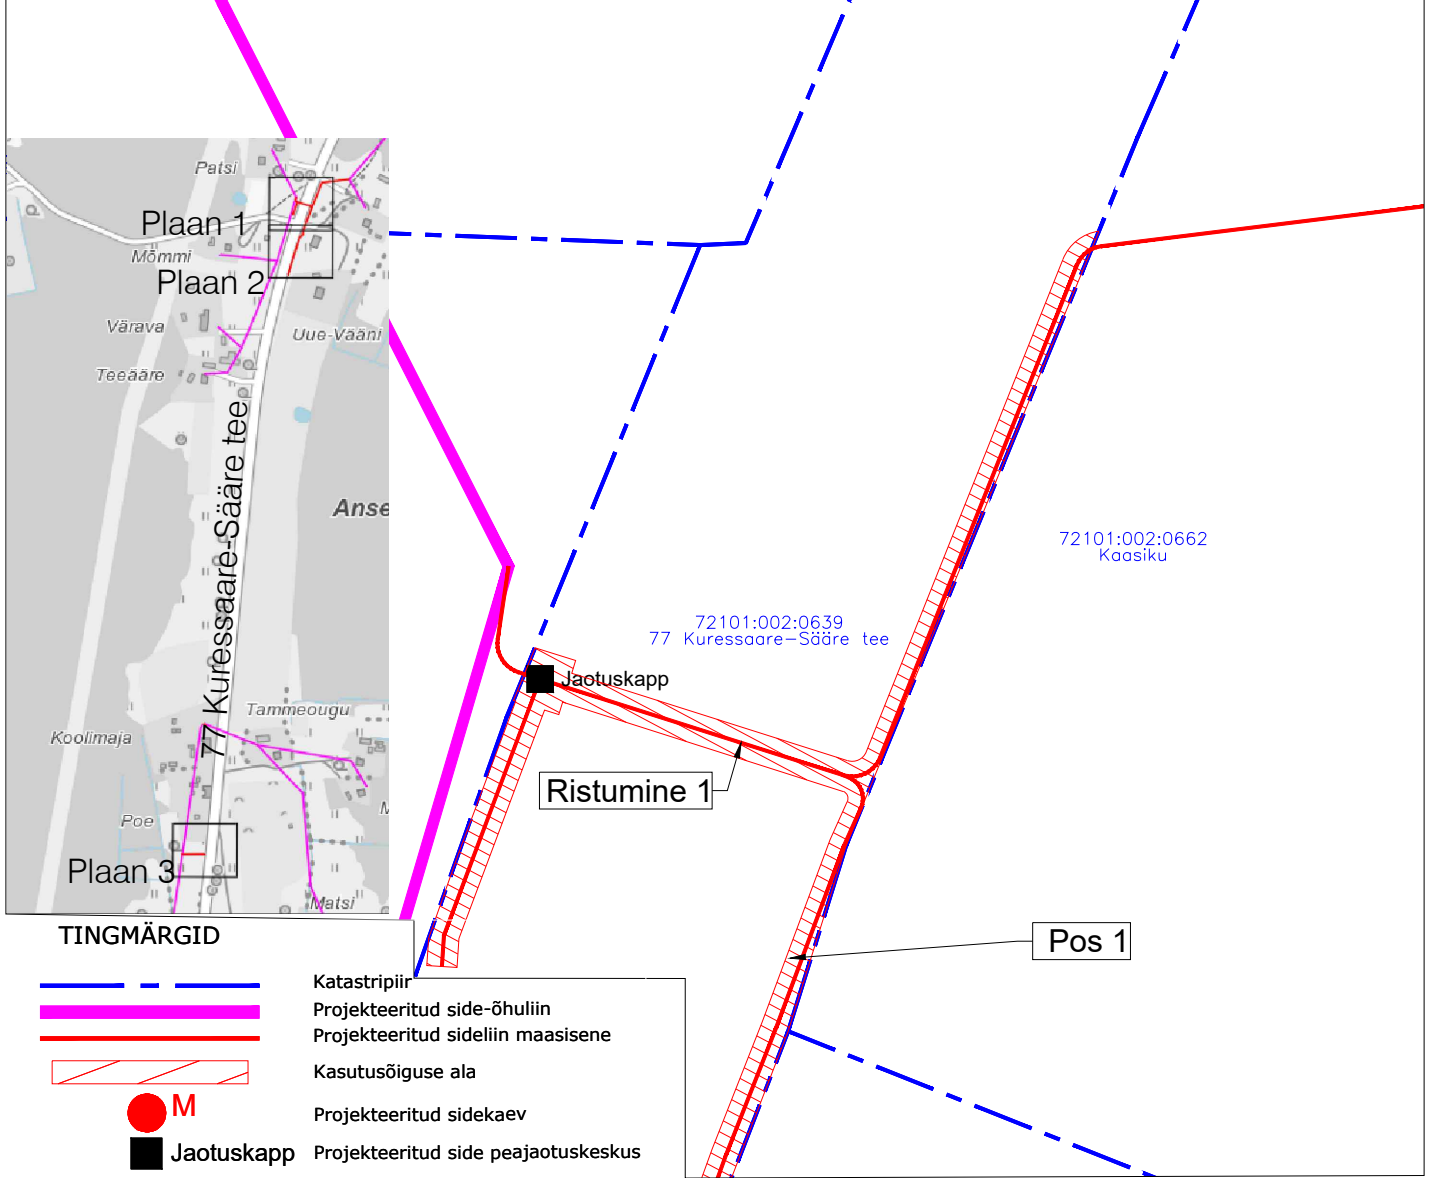 Patsi
Plaan 1
Mõmmi
Plaan 2
Värava
Uue-Vääni
Teeääre
77 Kuressaare-Sääre tee
Anse
Tammeougu
Koolimaja
Poe
M
Plaan 3
Matsi
72101:002:0662
Kaasiku
72101:002:0639
77 Kuressaare-Sääre tee
Jaotuskapp
Ristumine 1
Pos 1
TINGMÄRGID
Katastripiir
Projekteeritud side-õhuliin
Projekteeritud sideliin maasisene
Kasutusõiguse ala
M Projekteeritud sidekaev
Jaotuskapp Projekteeritud side peajaotuskeskus